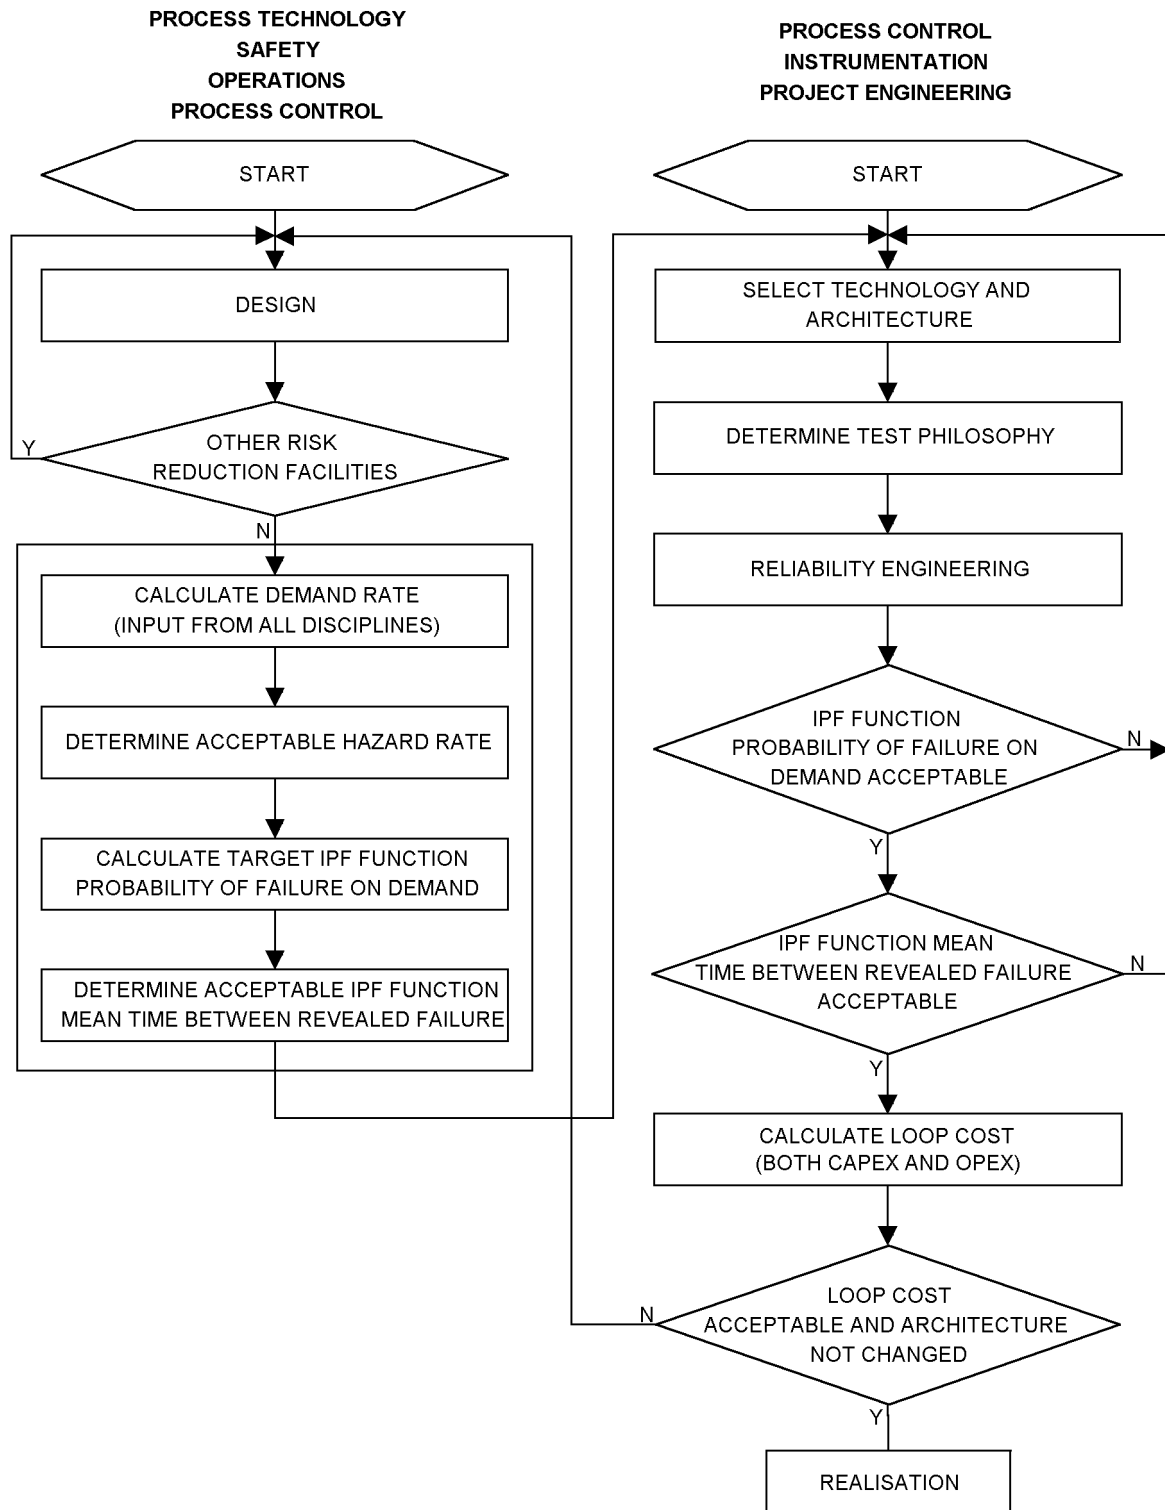 PROCESS TECHNOLOGY
SAFETY
OPERATIONS
PROCESS CONTROL
START
DESIGN
OTHER RISK
REDUCTION FACILITIES
Y
N
CALCULATE DEMAND RATE
(INPUT FROM ALL DISCIPLINES)
DETERMINE ACCEPTABLE HAZARD RATE
CALCULATE TARGET IPF FUNCTION
PROBABILITY OF FAILURE ON DEMAND
DETERMINE ACCEPTABLE IPF FUNCTION
MEAN TIME BETWEEN REVEALED FAILURE
PROCESS CONTROL
INSTRUMENTATION
PROJECT ENGINEERING
START
SELECT TECHNOLOGY AND
ARCHITECTURE
DETERMINE TEST PHILOSOPHY
RELIABILITY ENGINEERING
IPF FUNCTION
PROBABILITY OF FAILURE ON
DEMAND ACCEPTABLE
N
Y
IPF FUNCTION MEAN
TIME BETWEEN REVEALED FAILURE
ACCEPTABLE
N
Y
CALCULATE LOOP COST
(BOTH CAPEX AND OPEX)
LOOP COST
ACCEPTABLE AND ARCHITECTURE
NOT CHANGED
N
Y
REALISATION